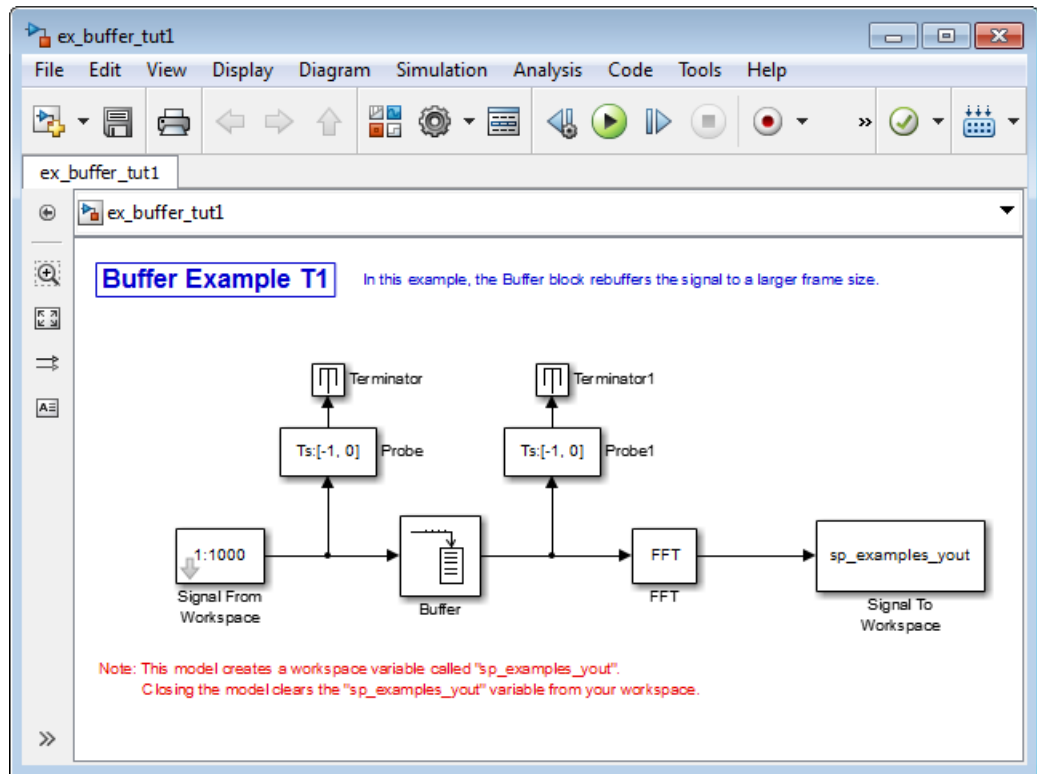 ex_buffer_tut1
File Edit View Display Diagram Simulation Analysis Code Tools Help
»
ex_buffer_tut1
ex_buffer_tut1
Buffer Example T1 In this example, the Buffer block rebuffers the signal to a larger frame size.
Terminator Terminator1
Ts:[-1, 0] Probe Ts:[-1, 0] Probe1
1:1000 FFT sp_examples_yout
Signal From
Workspace
Buffer
FFT
Signal To
Workspace
Note: This model creates a workspace variable called "sp_examples_yout".
Closing the model clears the "sp_examples_yout" variable from your workspace.
»